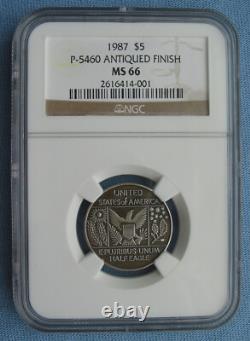 1987 $5
P-5460 ANTIQUED FINISH
MS 66
2616414-001
NGC
UNITED
STATES of AMERICA
E PLURIBUS UNUM
HALF EAGLE